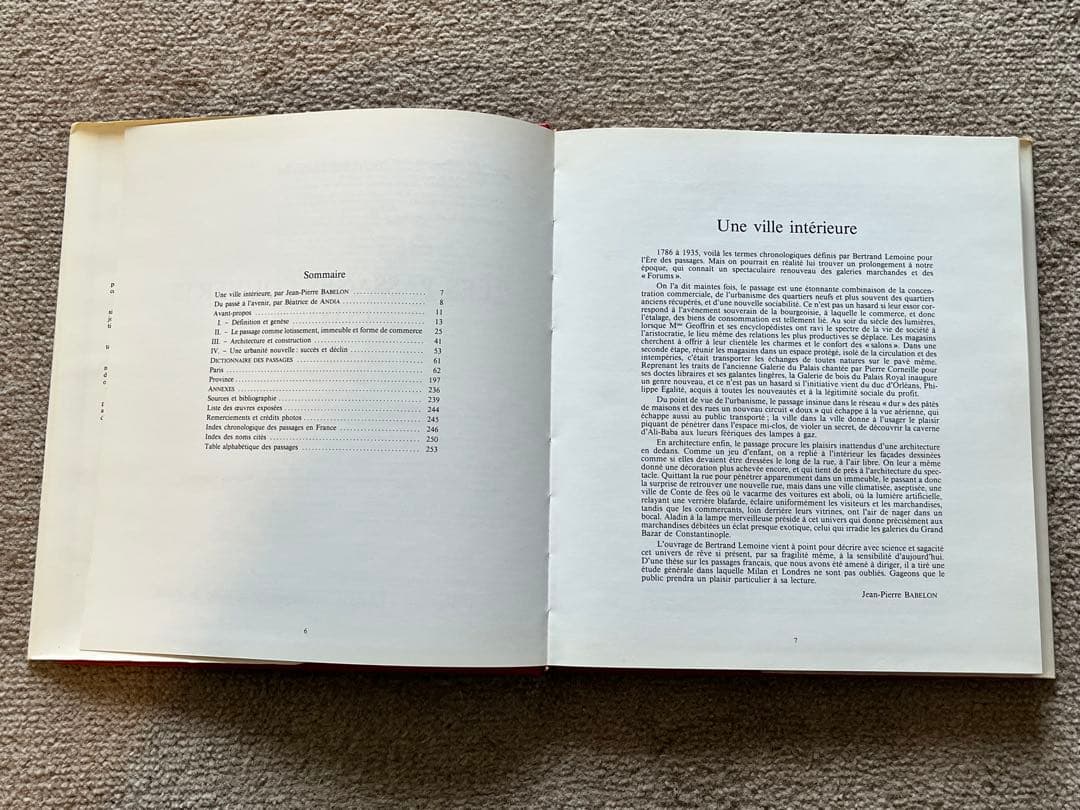 Sommaire
Une ville intérieure, par Jean-Pierre BABELON 7
Du passé à l'avenir, par Béatrice de ANDIA 8
Avant-propos 11
I. – Définition et genèse 13
II. – Le passage comme lotissement, immeuble et forme de commerce 25
III. – Architecture et construction 41
IV. – Une urbanité nouvelle : succès et déclin 53
DICTIONNAIRE DES PASSAGES 61
Paris 62
Province 197
ANNEXES 236
Sources et bibliographie 239
Liste des œuvres exposées 244
Remerciements et crédits photos 245
Index chronologique des passages en France 246
Index des noms cités 250
Table alphabétique des passages 253
6
Une ville intérieure
1786 à 1935, voilà les termes chronologiques définis par Bertrand Lemoine pour
l'Ère des passages. Mais on pourrait en réalité lui trouver un prolongement à notre
époque, qui connaît un spectaculaire renouveau des galeries marchandes et des
« Forums ».
On l'a dit maintes fois, le passage est une étonnante combinaison de la concen-
tration commerciale, de l'urbanisme des quartiers neufs et plus souvent des quartiers
anciens récupérés, et d'une nouvelle sociabilité. Ce n'est pas un hasard si leur essor cor-
respond à l'avènement souverain de la bourgeoisie, à laquelle le commerce, et donc
l'étalage, des biens de consommation est tellement lié. Au soir du siècle des lumières,
lorsque Mme Geoffrin et ses encyclopédistes ont ravi le spectacle de la vie de société à
l'aristocratie, le lieu même des relations les plus productives se déplace. Les magasins
cherchent à offrir à leur clientèle les charmes et le confort des « salons ». Dans une
seconde étape, réunir les magasins dans un espace protégé, isolé de la circulation et des
intempéries, c'était transporter les échanges de toutes natures sur le pavé même.
Reprenant les traits de l'ancienne Galerie du Palais chantée par Pierre Corneille pour
ses doctes libraires et ses galantes lingères, la Galerie de bois du Palais Royal inaugure
un genre nouveau, et ce n'est pas un hasard si l'initiative vient du duc d'Orléans, Phi-
lippe Égalité, acquis à toutes les nouveautés et à la légitimité sociale du profit.
Du point de vue de l'urbanisme, le passage insinue dans le réseau « dur » des pâtés
de maisons et des rues un nouveau circuit « doux » qui échappe à la vue aérienne, qui
échappe aussi au public transporté ; la ville dans la ville donne à l'usager le plaisir
piquant de pénétrer dans l'espace mi-clos, de violer un secret, de découvrir la caverne
d'Ali-Baba aux lueurs féériques des lampes à gaz.
En architecture enfin, le passage procure les plaisirs inattendus d'une architecture
en dedans. Comme un jeu d'enfant, on a replié à l'intérieur les façades dessinées
comme si elles devaient être dressées le long de la rue, à l'air libre. On leur a même
donné une décoration plus achevée encore, et qui tient de près à l'architecture du spec-
tacle. Quittant la rue pour pénétrer apparemment dans un immeuble, le passant a donc
la surprise de retrouver une nouvelle rue, mais dans une ville climatisée, aseptisée, une
ville de Conte de fées où le vacarme des voitures est aboli, où la lumière artificielle,
relayant une verrière blafarde, éclaire uniformément les visiteurs et les marchandises,
tandis que les commerçants, loin derrière leurs vitrines, ont l'air de nager dans un
bocal. Aladin à la lampe merveilleuse préside à cet univers qui donne précisément aux
marchandises débitées un éclat presque exotique, celui qui irradie les galeries du Grand
Bazar de Constantinople.
L'ouvrage de Bertrand Lemoine vient à point pour décrire avec science et sagacité
cet univers de rêve si présent, par sa fragilité même, à la sensibilité d'aujourd'hui.
D'une thèse sur les passages français, que nous avons été amené à diriger, il a tiré une
étude générale dans laquelle Milan et Londres ne sont pas oubliés. Gageons que le
public prendra un plaisir particulier à sa lecture.
Jean-Pierre BABELON
7